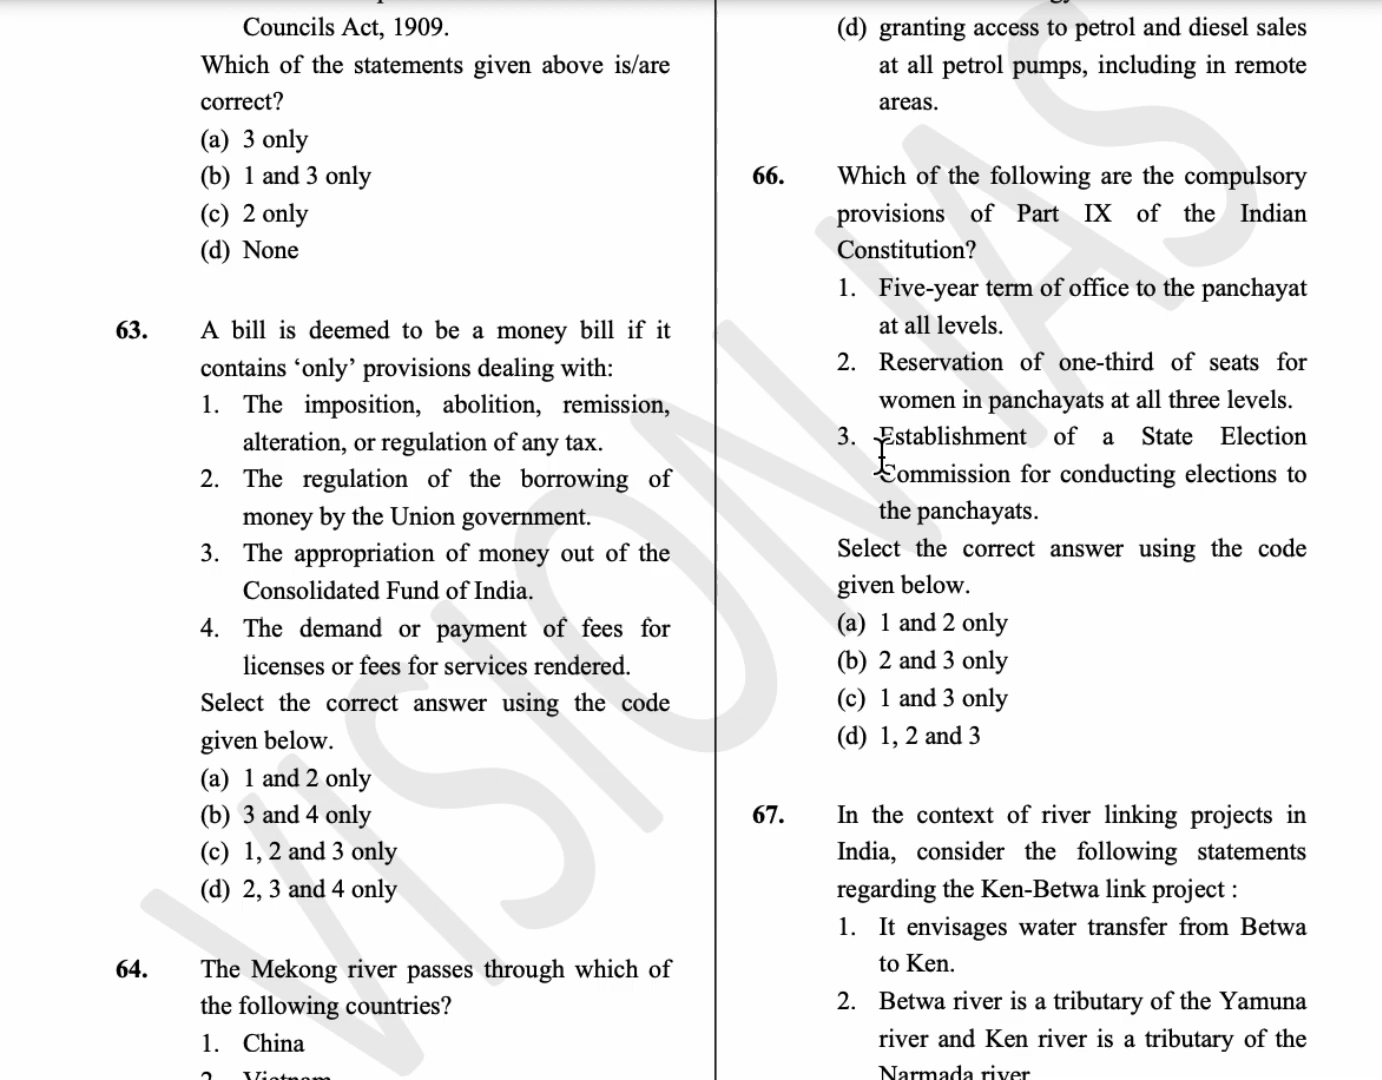 Councils Act, 1909.
Which of the statements given above is/are
correct?
(a) 3 only
(b) 1 and 3 only
(c) 2 only
(d) None
63. A bill is deemed to be a money bill if it
contains ‘only’ provisions dealing with:
1. The imposition, abolition, remission,
alteration, or regulation of any tax.
2. The regulation of the borrowing of
money by the Union government.
3. The appropriation of money out of the
Consolidated Fund of India.
4. The demand or payment of fees for
licenses or fees for services rendered.
Select the correct answer using the code
given below.
(a) 1 and 2 only
(b) 3 and 4 only
(c) 1, 2 and 3 only
(d) 2, 3 and 4 only
64. The Mekong river passes through which of
the following countries?
1. China
2. Vietnam
(d) granting access to petrol and diesel sales
at all petrol pumps, including in remote
areas.
66. Which of the following are the compulsory
provisions of Part IX of the Indian
Constitution?
1. Five-year term of office to the panchayat
at all levels.
2. Reservation of one-third of seats for
women in panchayats at all three levels.
3. Establishment of a State Election
Commission for conducting elections to
the panchayats.
Select the correct answer using the code
given below.
(a) 1 and 2 only
(b) 2 and 3 only
(c) 1 and 3 only
(d) 1, 2 and 3
67. In the context of river linking projects in
India, consider the following statements
regarding the Ken-Betwa link project :
1. It envisages water transfer from Betwa
to Ken.
2. Betwa river is a tributary of the Yamuna
river and Ken river is a tributary of the
Narmada river
VISION IAS